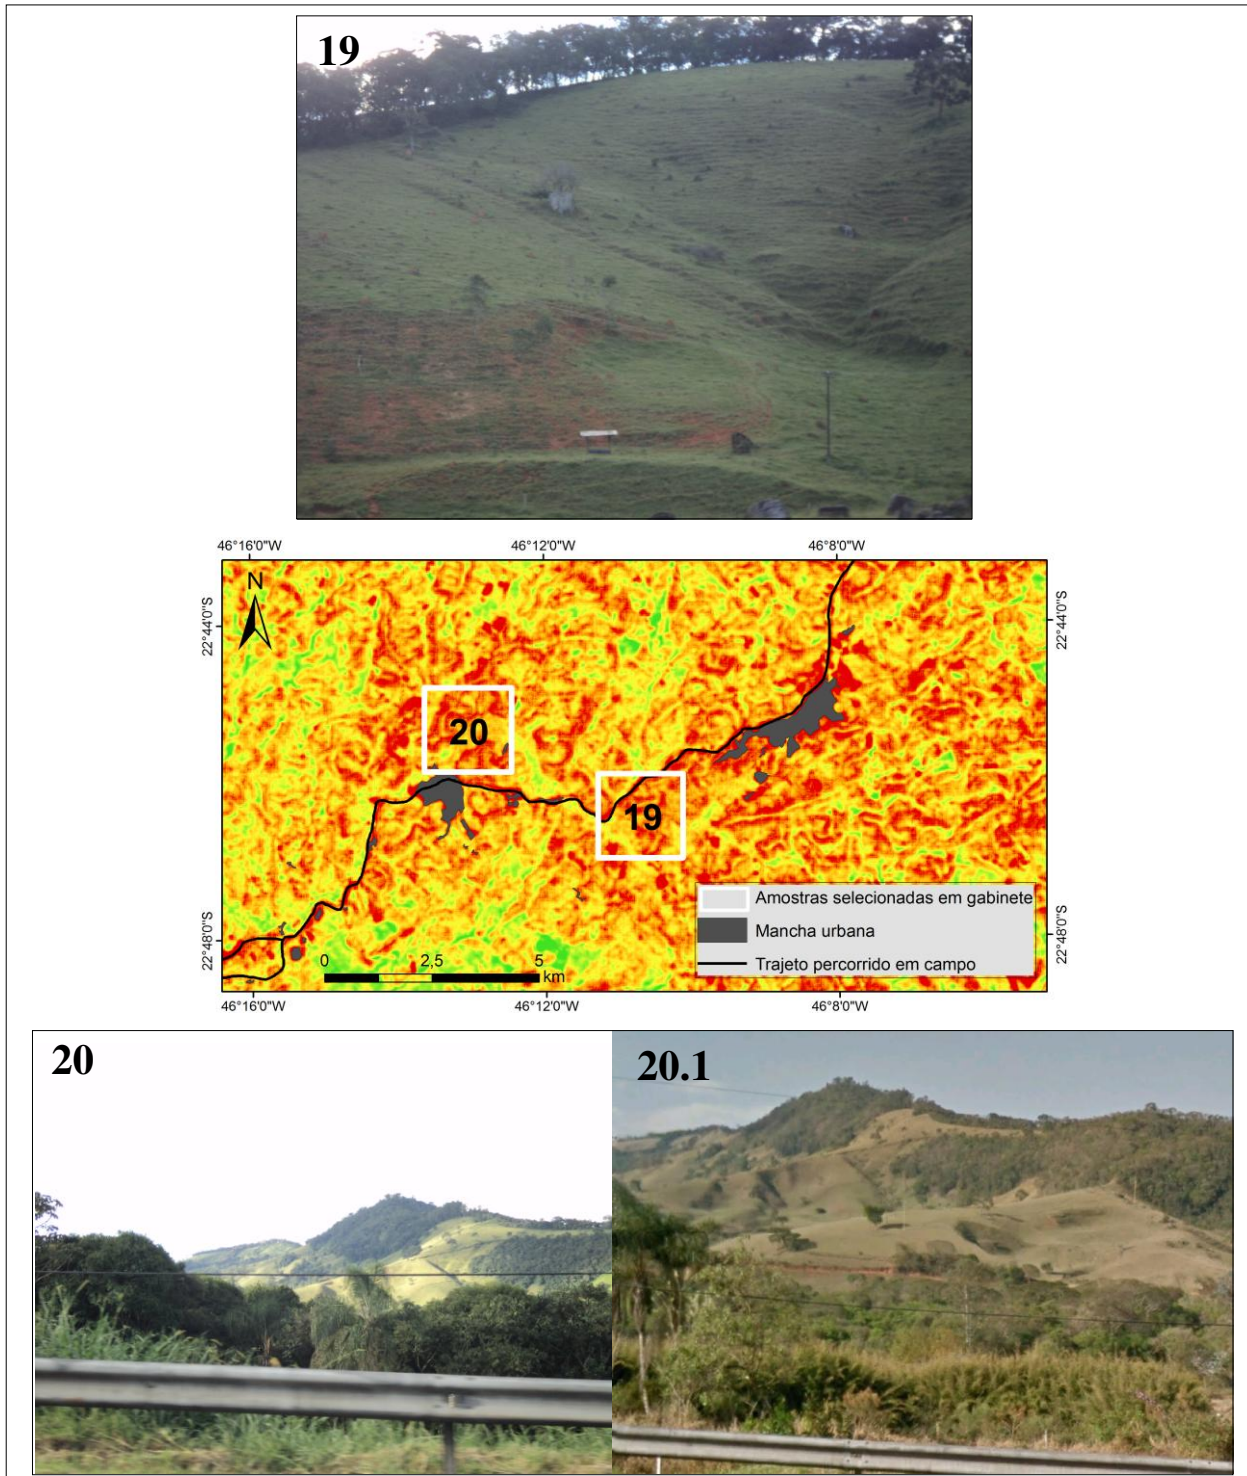 19
46°16'0"W 46°12'0"W 46°8'0"W
N
22°44'0"S 22°44'0"S
20
19
Amostras selecionadas em gabinete
Mancha urbana
Trajeto percorrido em campo
22°48'0"S 22°48'0"S
0 2,5 5
km
46°16'0"W 46°12'0"W 46°8'0"W
20 20.1